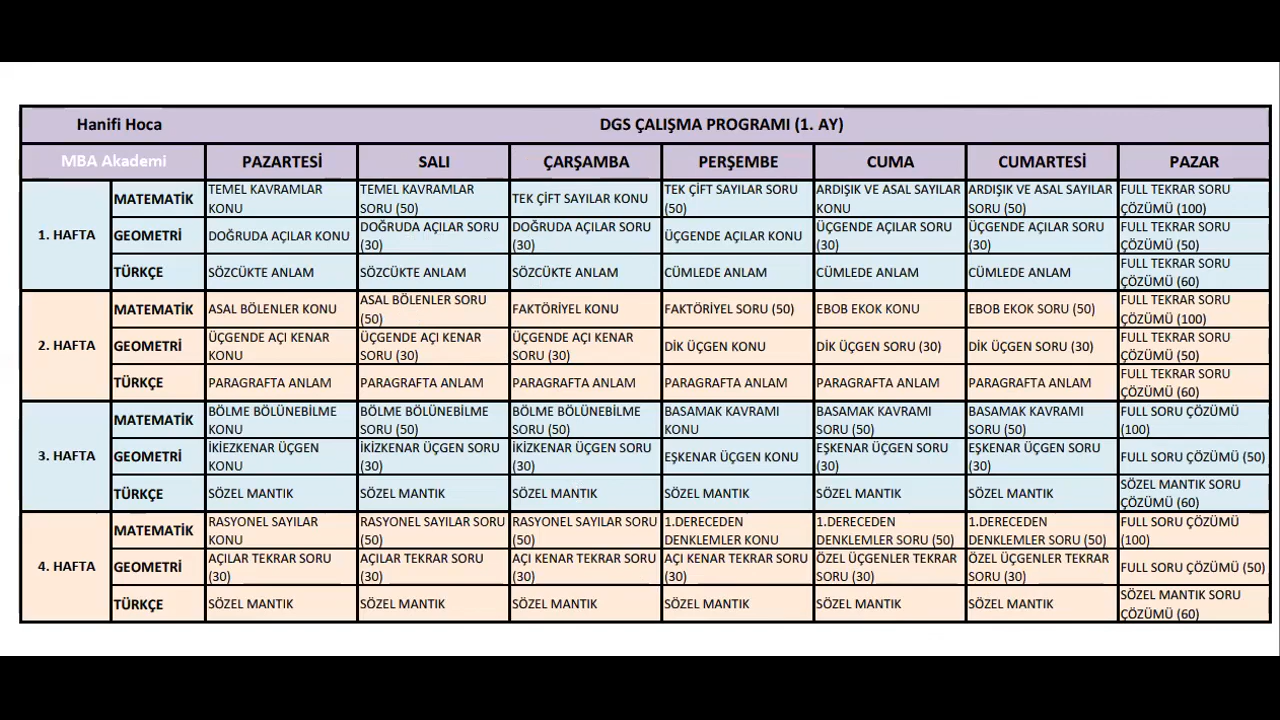 Hanifi Hoca
DGS ÇALIŞMA PROGRAMI (1. AY)
MBA Akademi
PAZARTESİ
SALI
ÇARŞAMBA
PERŞEMBE
CUMA
CUMARTESİ
PAZAR
1. HAFTA
MATEMATİK
TEMEL KAVRAMLAR
KONU
TEMEL KAVRAMLAR
SORU (50)
TEK ÇİFT SAYILAR KONU
TEK ÇİFT SAYILAR SORU
(50)
ARDIŞIK VE ASAL SAYILAR
KONU
ARDIŞIK VE ASAL SAYILAR
SORU (50)
FULL TEKRAR SORU
ÇÖZÜMÜ (100)
GEOMETRİ
DOĞRUDA AÇILAR KONU
DOĞRUDA AÇILAR SORU
(30)
DOĞRUDA AÇILAR SORU
(30)
ÜÇGENDE AÇILAR KONU
ÜÇGENDE AÇILAR SORU
(30)
ÜÇGENDE AÇILAR SORU
(30)
FULL TEKRAR SORU
ÇÖZÜMÜ (50)
TÜRKÇE
SÖZCÜKTE ANLAM
SÖZCÜKTE ANLAM
SÖZCÜKTE ANLAM
CÜMLEDE ANLAM
CÜMLEDE ANLAM
CÜMLEDE ANLAM
FULL TEKRAR SORU
ÇÖZÜMÜ (60)
2. HAFTA
MATEMATİK
ASAL BÖLENLER KONU
ASAL BÖLENLER SORU
(50)
FAKTÖRİYEL KONU
FAKTÖRİYEL SORU (50)
EBOB EKOK KONU
EBOB EKOK SORU (50)
FULL TEKRAR SORU
ÇÖZÜMÜ (100)
GEOMETRİ
ÜÇGENDE AÇI KENAR
KONU
ÜÇGENDE AÇI KENAR
SORU (30)
ÜÇGENDE AÇI KENAR
SORU (30)
DİK ÜÇGEN KONU
DİK ÜÇGEN SORU (30)
DİK ÜÇGEN SORU (30)
FULL TEKRAR SORU
ÇÖZÜMÜ (50)
TÜRKÇE
PARAGRAFTA ANLAM
PARAGRAFTA ANLAM
PARAGRAFTA ANLAM
PARAGRAFTA ANLAM
PARAGRAFTA ANLAM
PARAGRAFTA ANLAM
FULL TEKRAR SORU
ÇÖZÜMÜ (60)
3. HAFTA
MATEMATİK
BÖLME BÖLÜNEBİLME
KONU
BÖLME BÖLÜNEBİLME
SORU (50)
BÖLME BÖLÜNEBİLME
SORU (50)
BASAMAK KAVRAMI
KONU
BASAMAK KAVRAMI
SORU (50)
BASAMAK KAVRAMI
SORU (50)
FULL SORU ÇÖZÜMÜ
(100)
GEOMETRİ
İKİEZKENAR ÜÇGEN
KONU
İKİZKENAR ÜÇGEN SORU
(30)
İKİZKENAR ÜÇGEN SORU
(30)
EŞKENAR ÜÇGEN KONU
EŞKENAR ÜÇGEN SORU
(30)
EŞKENAR ÜÇGEN SORU
(30)
FULL SORU ÇÖZÜMÜ (50)
TÜRKÇE
SÖZEL MANTIK
SÖZEL MANTIK
SÖZEL MANTIK
SÖZEL MANTIK
SÖZEL MANTIK
SÖZEL MANTIK
SÖZEL MANTIK SORU
ÇÖZÜMÜ (60)
4. HAFTA
MATEMATİK
RASYONEL SAYILAR
KONU
RASYONEL SAYILAR SORU
(50)
RASYONEL SAYILAR SORU
(50)
1.DERECEDEN
DENKLEMLER KONU
1.DERECEDEN
DENKLEMLER SORU (50)
1.DERECEDEN
DENKLEMLER SORU (50)
FULL SORU ÇÖZÜMÜ
(100)
GEOMETRİ
AÇILAR TEKRAR SORU
(30)
AÇILAR TEKRAR SORU
(30)
AÇI KENAR TEKRAR SORU
(30)
AÇI KENAR TEKRAR SORU
(30)
ÖZEL ÜÇGENLER TEKRAR
SORU (30)
ÖZEL ÜÇGENLER TEKRAR
SORU (30)
FULL SORU ÇÖZÜMÜ (50)
TÜRKÇE
SÖZEL MANTIK
SÖZEL MANTIK
SÖZEL MANTIK
SÖZEL MANTIK
SÖZEL MANTIK
SÖZEL MANTIK
SÖZEL MANTIK SORU
ÇÖZÜMÜ (60)